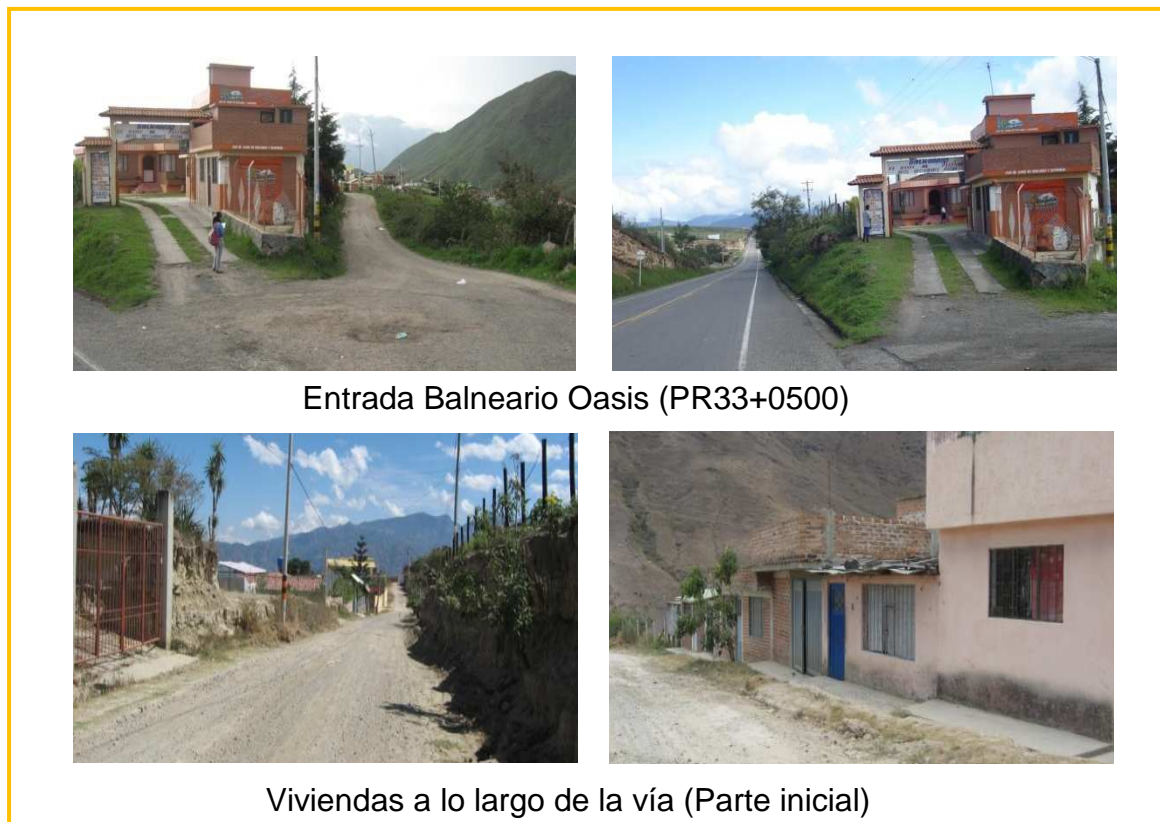 Entrada Balneario Oasis (PR33+0500)
Viviendas a lo largo de la vía (Parte inicial)